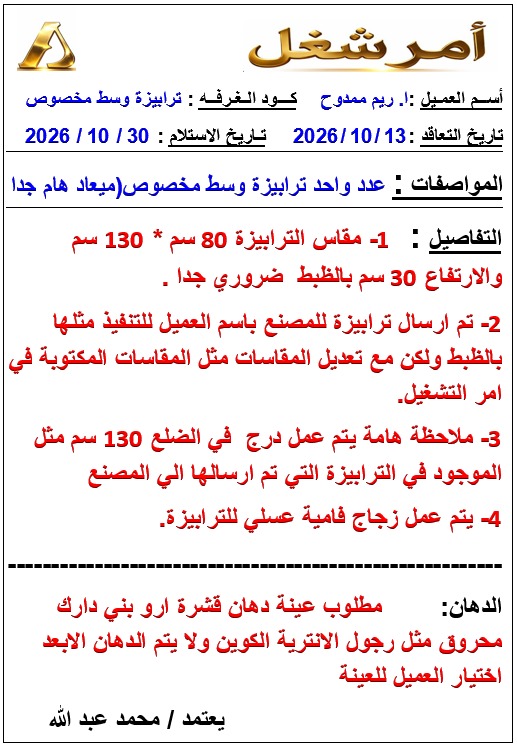 أمر شغل
أســم العميـل :ا. ريم ممدوح كـــود الـغـرفــه : ترابيزة وسط مخصوص
تاريخ التعاقد :13 /10 /2026 تـاريخ الاستلام : 30 / 10 / 2026
المواصفات : عدد واحد ترابيزة وسط مخصوص(ميعاد هام جدا
التفاصيل : 1- مقاس الترابيزة 80 سم * 130 سم
والارتفاع 30 سم بالظبط ضروري جدا .
2- تم ارسال ترابيزة للمصنع باسم العميل للتنفيذ مثلها
بالظبط ولكن مع تعديل المقاسات مثل المقاسات المكتوبة في
امر التشغيل.
3- ملاحظة هامة يتم عمل درج في الضلع 130 سم مثل
الموجود في الترابيزة التي تم ارسالها الي المصنع
4- يتم عمل زجاج فامية عسلي للترابيزة.
الدهان: مطلوب عينة دهان قشرة ارو بني دارك
محروق مثل رجول الانترية الكوين ولا يتم الدهان الابعد
اختيار العميل للعينة
يعتمد / محمد عبد الله